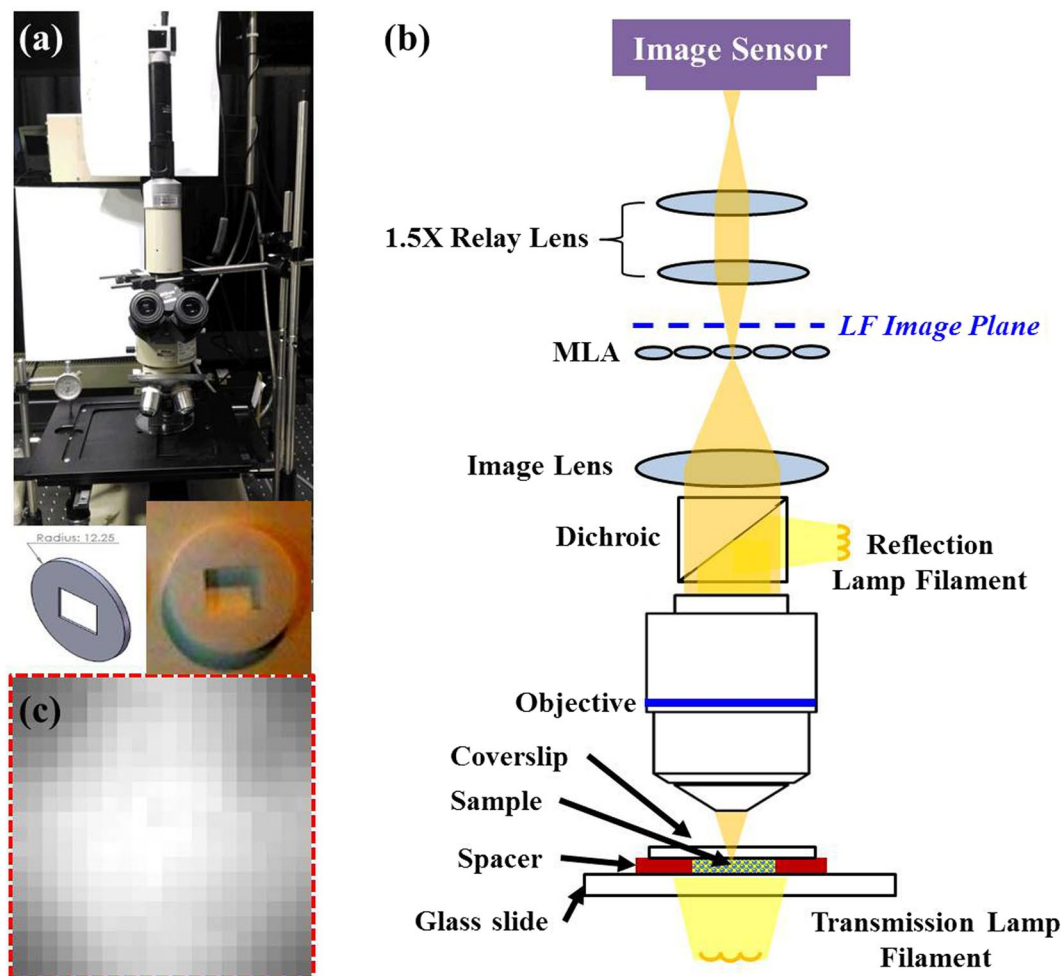 (a)
Radius: 12.25
(c)
(b)
Image Sensor
1.5X Relay Lens
LF Image Plane
MLA
Image Lens
Dichroic
Reflection
Lamp Filament
Objective
Coverslip
Sample
Spacer
Glass slide
Transmission Lamp
Filament